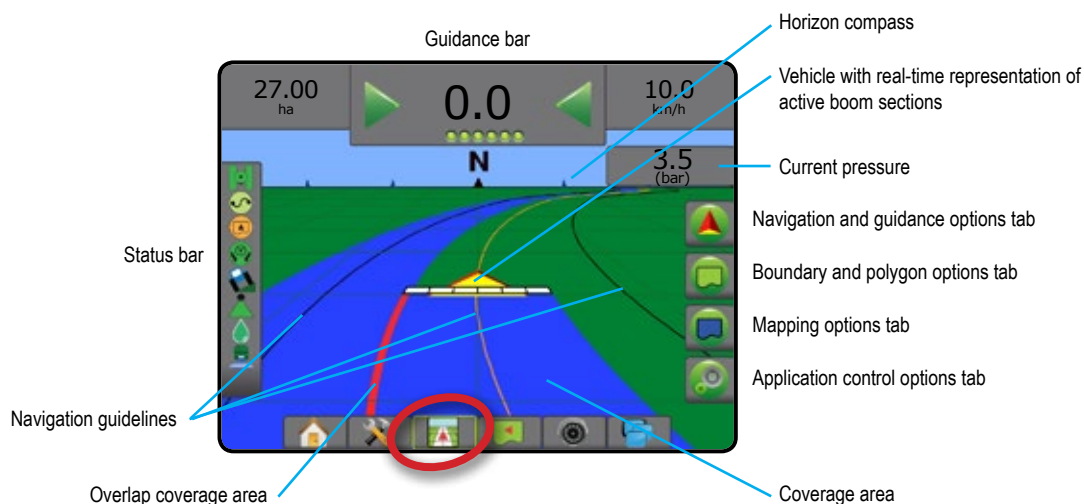 Horizon compass
Guidance bar
Vehicle with real-time representation of
active boom sections
27.00
ha
0.0
10.0
km/h
N
3.5
(bar)
Current pressure
Navigation and guidance options tab
Status bar
Boundary and polygon options tab
Mapping options tab
Application control options tab
Navigation guidelines
Overlap coverage area
Coverage area